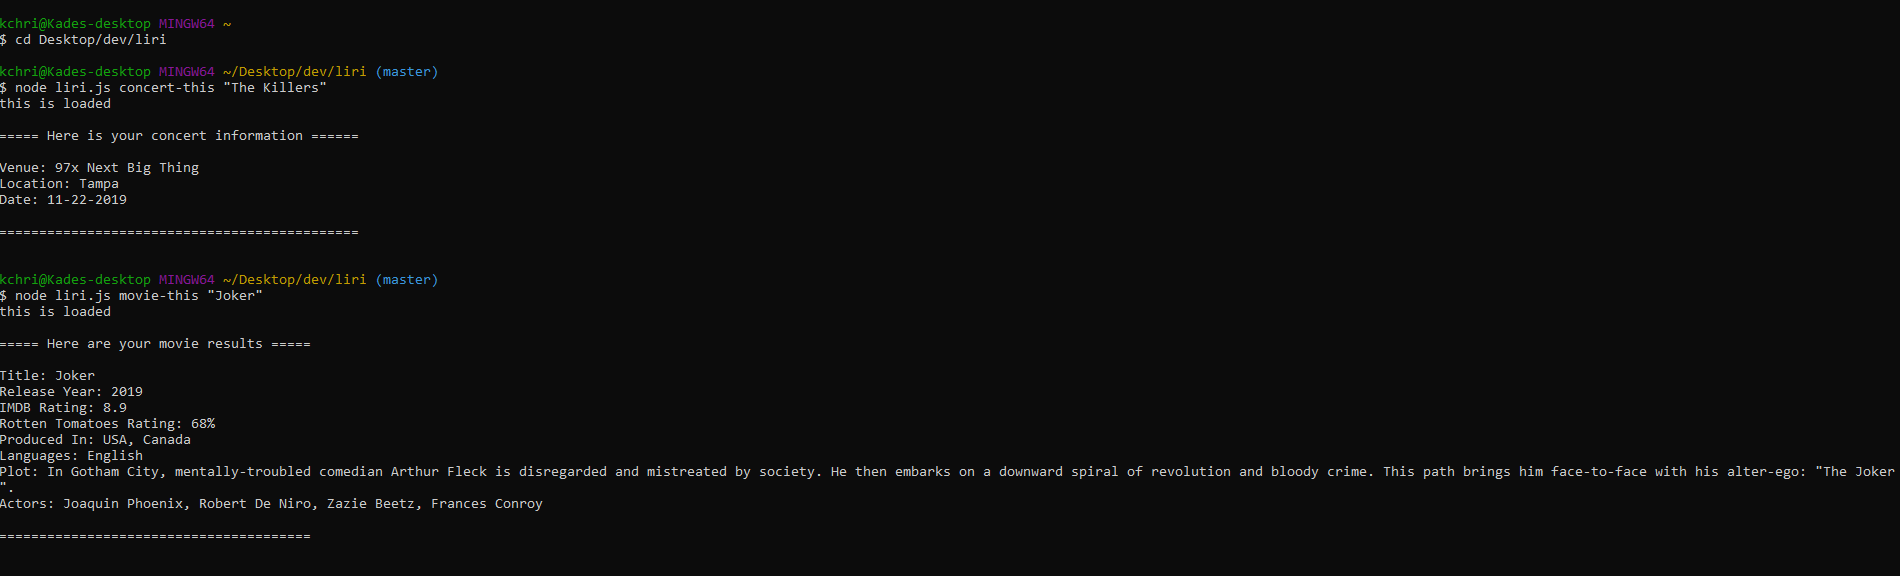 kchri@Kades-desktop MINGW64 ~
$ cd Desktop/dev/liri
kchri@Kades-desktop MINGW64 ~/Desktop/dev/liri (master)
$ node liri.js concert-this "The Killers"
this is loaded
===== Here is your concert information ======
Venue: 97x Next Big Thing
Location: Tampa
Date: 11-22-2019
=============================================
kchri@Kades-desktop MINGW64 ~/Desktop/dev/liri (master)
$ node liri.js movie-this "Joker"
this is loaded
===== Here are your movie results =====
Title: Joker
Release Year: 2019
IMDB Rating: 8.9
Rotten Tomatoes Rating: 68%
Produced In: USA, Canada
Languages: English
Plot: In Gotham City, mentally-troubled comedian Arthur Fleck is disregarded and mistreated by society. He then embarks on a downward spiral of revolution and bloody crime. This path brings him face-to-face with his alter-ego: "The Joker
".
Actors: Joaquin Phoenix, Robert De Niro, Zazie Beetz, Frances Conroy
=======================================